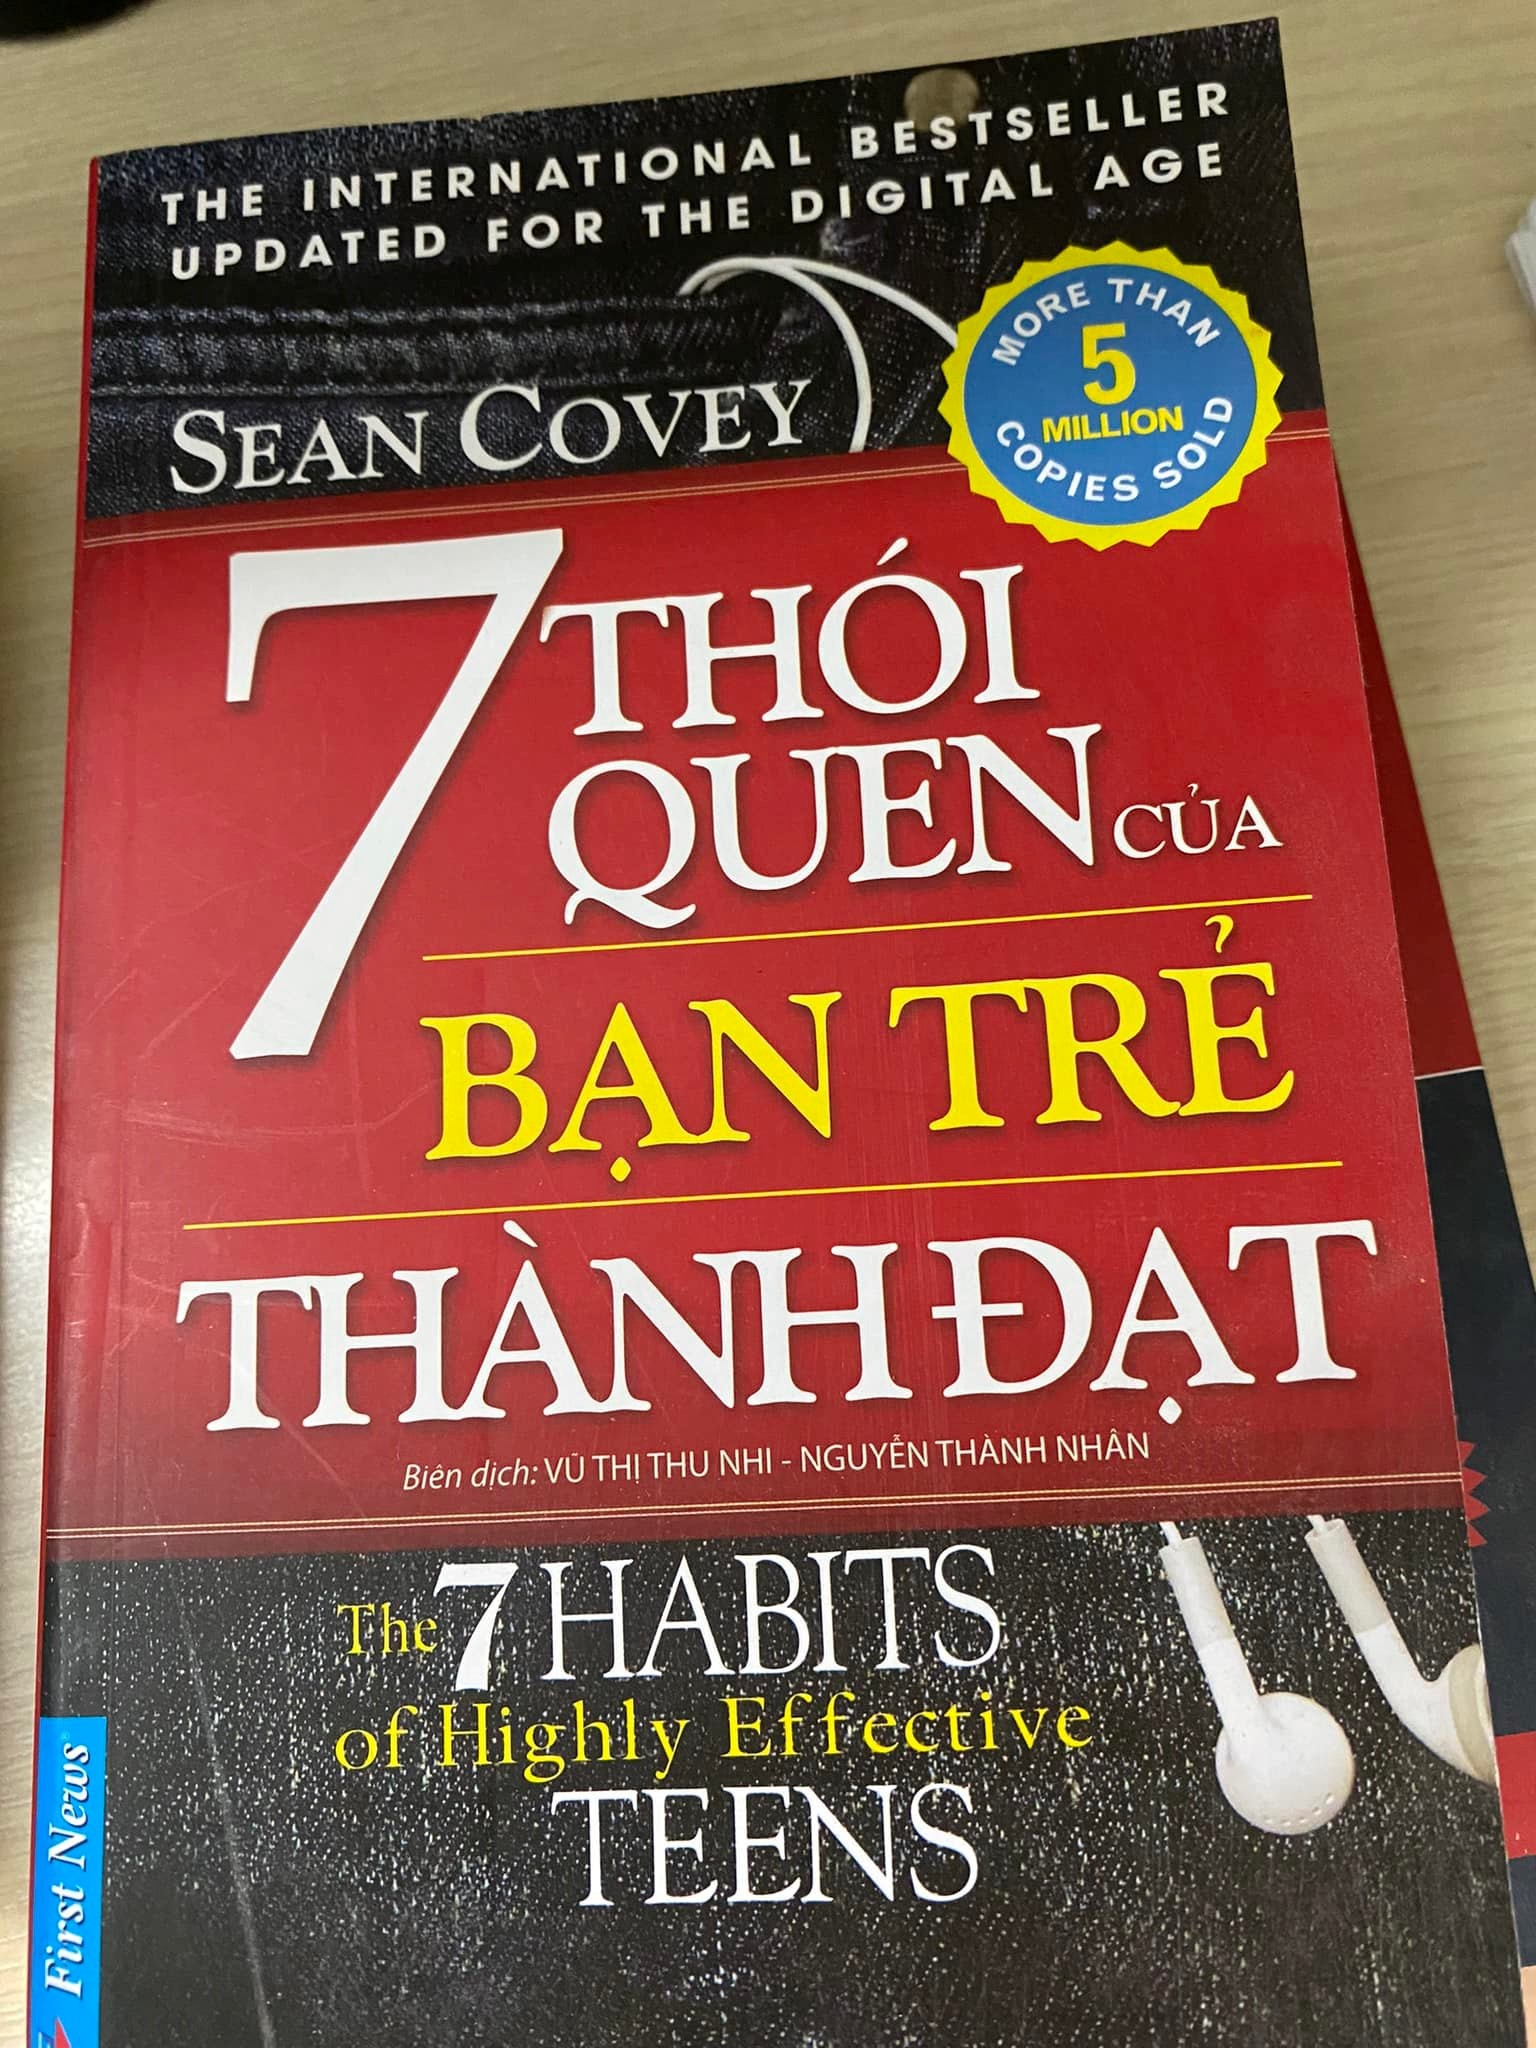 THE INTERNATIONAL BESTSELLER
UPDATED FOR THE DIGITAL AGE
MORE THAN
5
MILLION
COPIES SOLD
SEAN COVEY
7 THÓI
QUEN CỦA
BẠN TRẺ
THÀNH ĐẠT
Biên dịch: VŨ THỊ THU NHI - NGUYỄN THÀNH NHÂN
The 7 HABITS
of Highly Effective
TEENS
First News